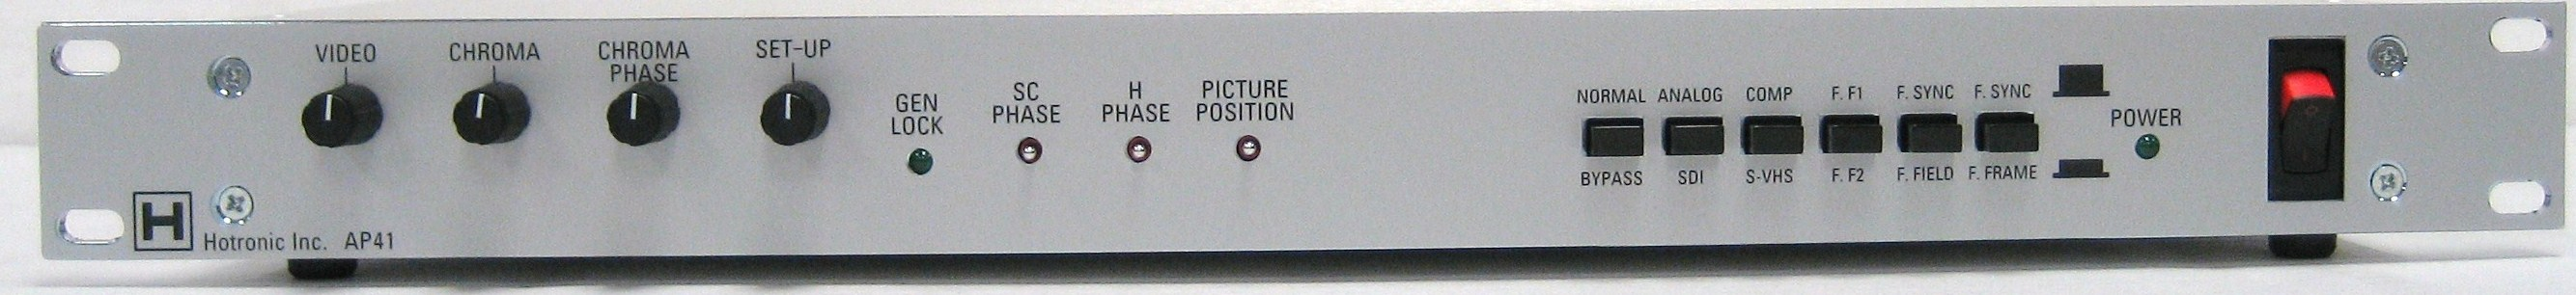 VIDEO
CHROMA
CHROMA
PHASE
SET-UP
GEN
LOCK
SC
PHASE
H
PHASE
PICTURE
POSITION
NORMAL ANALOG COMP F. F1 F. SYNC F. SYNC
BYPASS SDI S-VHS F. F2 F. FIELD F. FRAME
POWER
H
Hotronic Inc. AP41